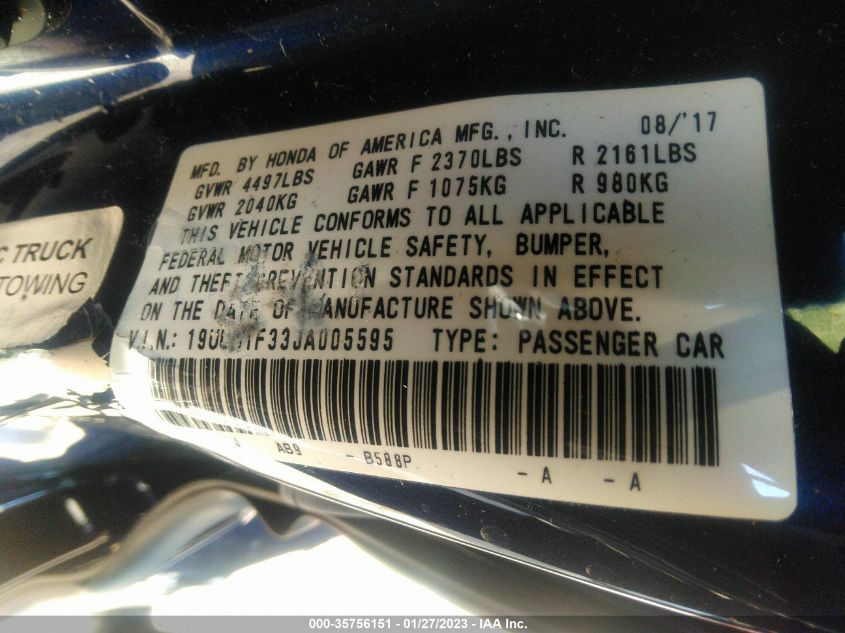 MFD. BY HONDA OF AMERICA MFG., INC. 08/'17
GVWR 4497LBS GAWR F 2370LBS R 2161LBS
GVWR 2040KG GAWR F 1075KG R 980KG
THIS VEHICLE CONFORMS TO ALL APPLICABLE
FEDERAL MOTOR VEHICLE SAFETY, BUMPER,
AND THEFT PREVENTION STANDARDS IN EFFECT
ON THE DATE OF MANUFACTURE SHOWN ABOVE.
V.I.N.: TYPE: PASSENGER CAR
AB9 - B588P - A - A
C TRUCK
TOWING
000-35756151 - 01/27/2023 - IAA Inc.